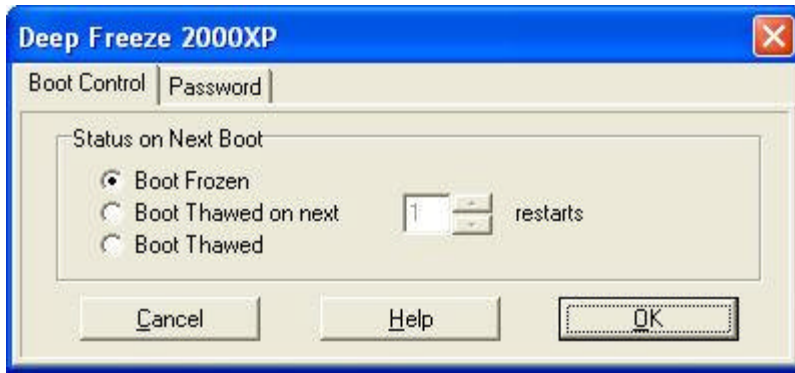 Deep Freeze 2000XP
Boot Control Password
Status on Next Boot
Boot Frozen
Boot Thawed on next 1 restarts
Boot Thawed
Cancel Help OK